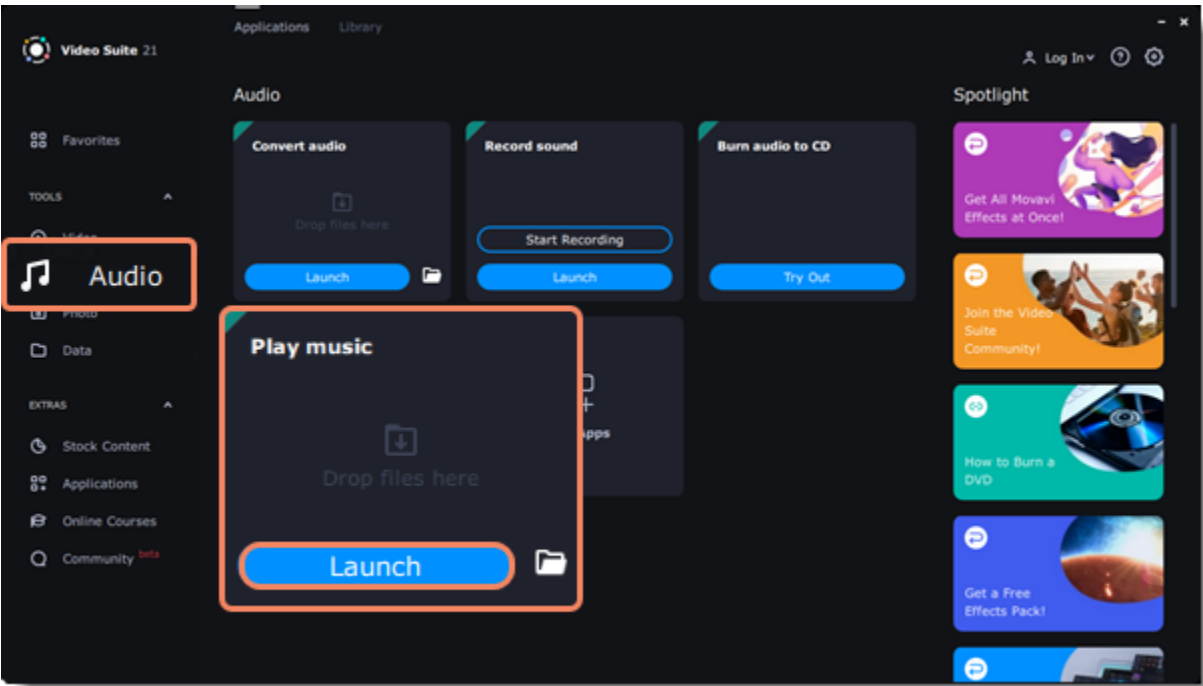 Applications Library
Video Suite 21
Log In
Audio
Spotlight
Favorites
TOOLS
Video
Audio
Photo
Data
EXTRAS
Stock Content
Applications
Online Courses
Community beta
Convert audio
Drop files here
Launch
Record sound
Start Recording
Launch
Burn audio to CD
Try Out
Play music
Drop files here
Launch
pps
Get All Movavi
Effects at Once!
Join the Video
Suite
Community!
How to Burn a
DVD
Get a Free
Effects Pack!